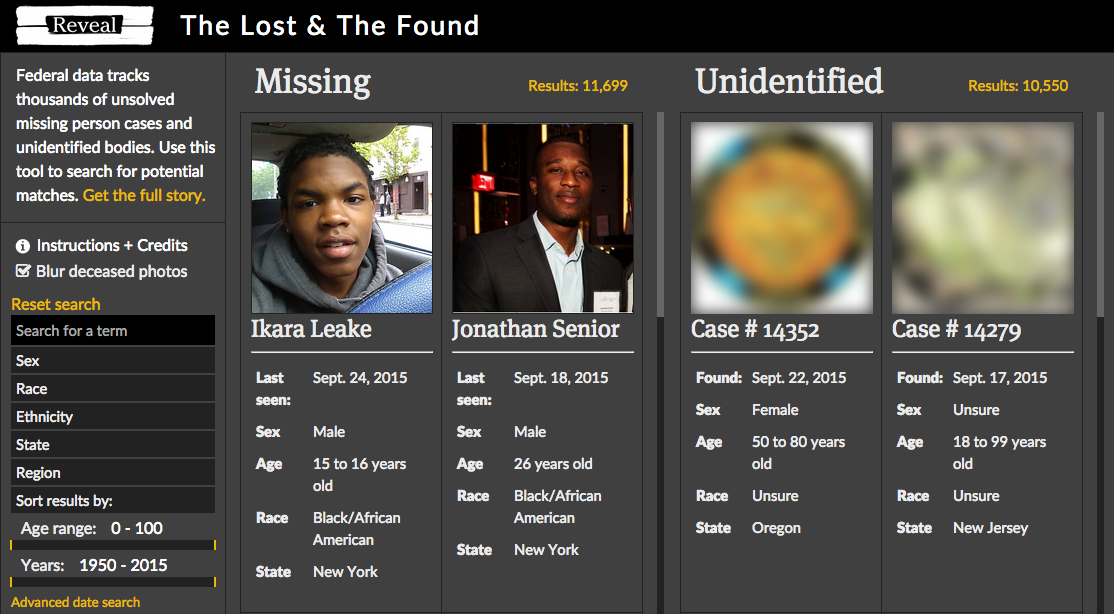 Reveal The Lost & The Found
Federal data tracks
thousands of unsolved
missing person cases and
unidentified bodies. Use this
tool to search for potential
matches. Get the full story.
Instructions + Credits
Blur deceased photos
Reset search
Search for a term
Sex
Race
Ethnicity
State
Region
Sort results by:
Age range: 0 - 100
Years: 1950 - 2015
Advanced date search
Missing
Results: 11,699
Ikara Leake
Last seen: Sept. 24, 2015
Sex Male
Age 15 to 16 years
old
Race Black/African
American
State New York
Jonathan Senior
Last seen: Sept. 18, 2015
Sex Male
Age 26 years old
Race Black/African
American
State New York
Unidentified
Results: 10,550
Case # 14352
Found: Sept. 22, 2015
Sex Female
Age 50 to 80 years
old
Race Unsure
State Oregon
Case # 14279
Found: Sept. 17, 2015
Sex Unsure
Age 18 to 99 years
old
Race Unsure
State New Jersey